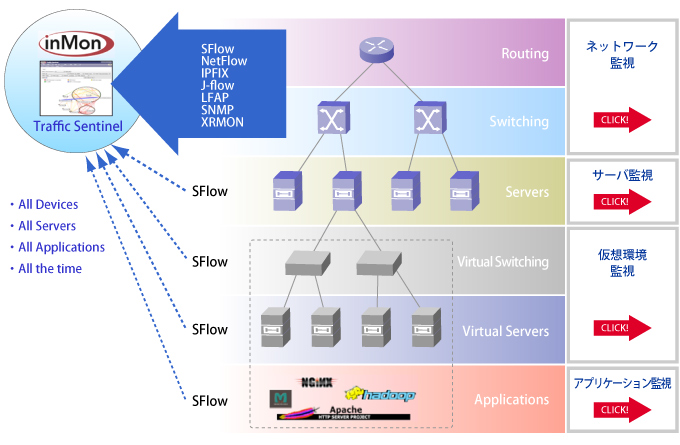 inMon
Traffic Sentinel
SFlow
NetFlow
IPFIX
J-flow
LFAP
SNMP
XRMON
Routing
ネットワーク
監視
Switching
CLICK!
SFlow
Servers
サーバ監視
CLICK!
・All Devices
・All Servers
・All Applications
・All the time
SFlow
Virtual Switching
仮想環境
監視
SFlow
Virtual Servers
CLICK!
SFlow
NGiNX
hadoop
M
Apache
HTTP SERVER PROJECT
Applications
アプリケーション監視
CLICK!